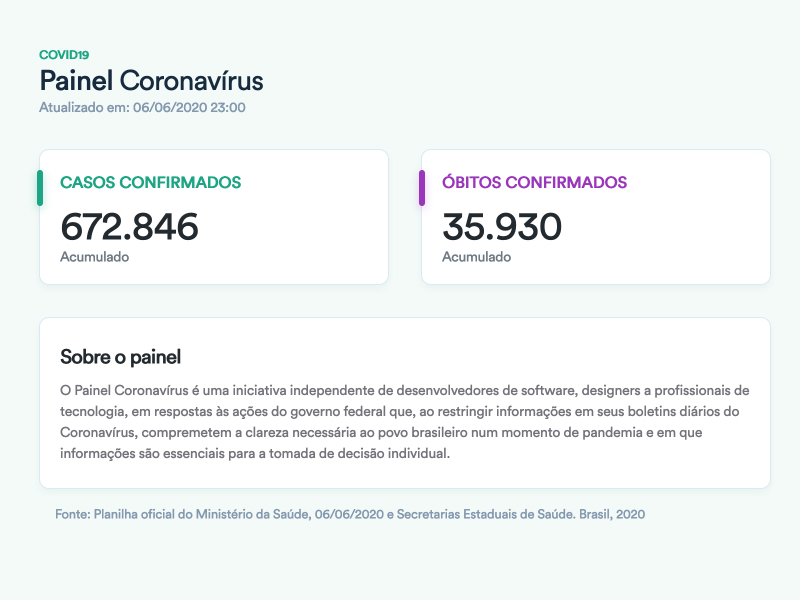 COVID19
Painel Coronavírus
Atualizado em: 06/06/2020 23:00
CASOS CONFIRMADOS
672.846
Acumulado
ÓBITOS CONFIRMADOS
35.930
Acumulado
Sobre o painel
O Painel Coronavírus é uma iniciativa independente de desenvolvedores de software, designers a profissionais de
tecnologia, em respostas às ações do governo federal que, ao restringir informações em seus boletins diários do
Coronavírus, comprometem a clareza necessária ao povo brasileiro num momento de pandemia e em que
informações são essenciais para a tomada de decisão individual.
Fonte: Planilha oficial do Ministério da Saúde, 06/06/2020 e Secretarias Estaduais de Saúde. Brasil, 2020